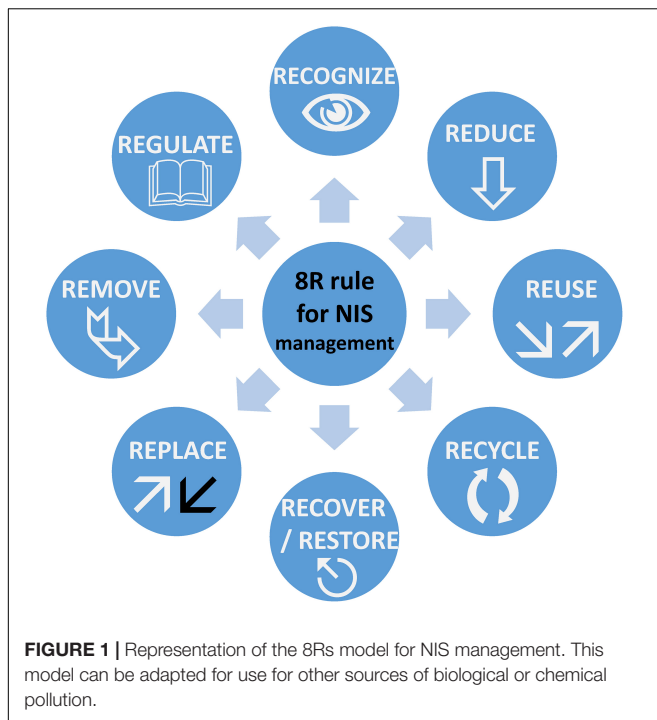 RECOGNIZE
REDUCE
REUSE
RECYCLE
RECOVER
/ RESTORE
REPLACE
REMOVE
REGULATE
8R rule
for NIS
management
FIGURE 1 | Representation of the 8Rs model for NIS management. This
model can be adapted for use for other sources of biological or chemical
pollution.